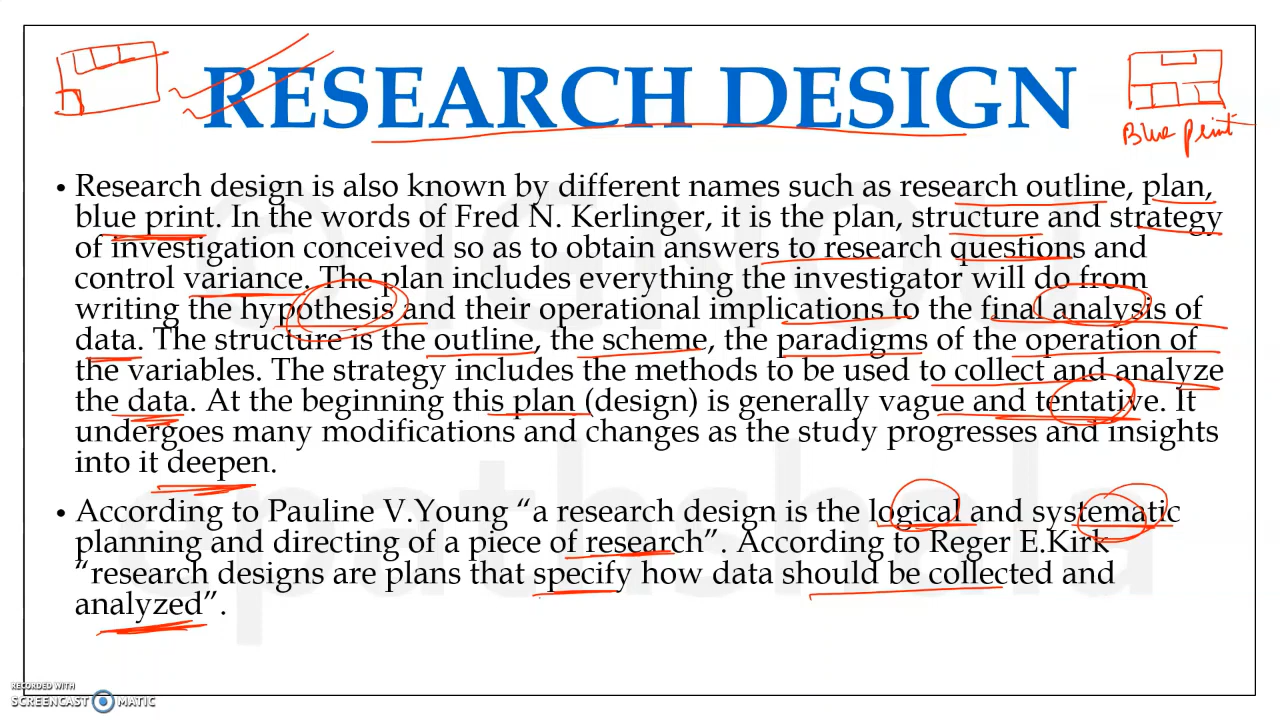 RESEARCH DESIGN
Blue print
• Research design is also known by different names such as research outline, plan,
blue print. In the words of Fred N. Kerlinger, it is the plan, structure and strategy
of investigation conceived so as to obtain answers to research questions and
control variance. The plan includes everything the investigator will do from
writing the hypothesis and their operational implications to the final analysis of
data. The structure is the outline, the scheme, the paradigms of the operation of
the variables. The strategy includes the methods to be used to collect and analyze
the data. At the beginning this plan (design) is generally vague and tentative. It
undergoes many modifications and changes as the study progresses and insights
into it deepen.
• According to Pauline V.Young “a research design is the logical and systematic
planning and directing of a piece of research”. According to Reger E.Kirk
“research designs are plans that specify how data should be collected and
analyzed”.
epathshala
RECORDED WITH
SCREENCAST MATIC